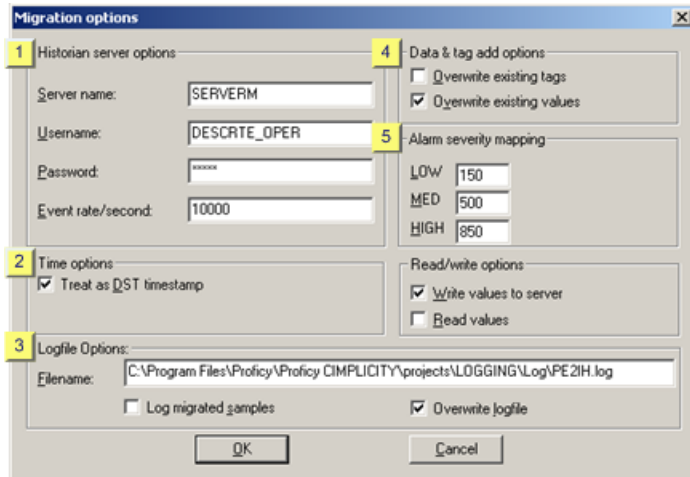 Migration options
1 Historian server options
Server name: SERVERM
Username: DESCRTE_OPER
Password: *****
Event rate/second: 10000
2 Time options
Treat as DST timestamp
4 Data & tag add options
Overwrite existing tags
Overwrite existing values
5 Alarm severity mapping
LOW 150
MED 500
HIGH 850
Read/write options
Write values to server
Read values
3 Logfile Options:
Filename: C:\Program Files\Proficy\Proficy CIMPLICITY\projects\LOGGING\Log\PE2IH.log
Log migrated samples
Overwrite logfile
OK
Cancel